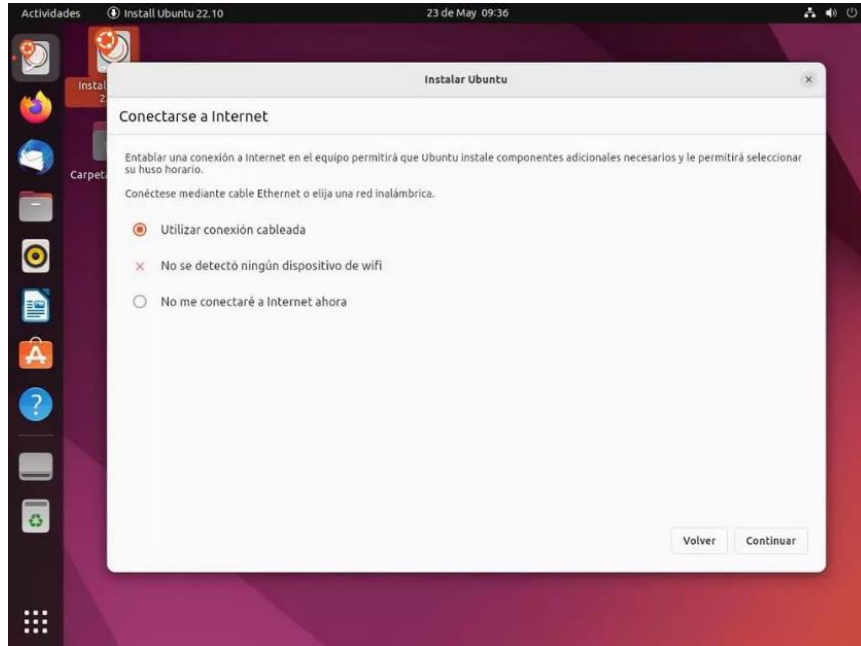 Actividades
Install Ubuntu 22.10
23 de May 09:36
Instal
2
Carpeta
Instalar Ubuntu
Conectarse a Internet
Entablar una conexión a Internet en el equipo permitirá que Ubuntu instale componentes adicionales necesarios y le permitirá seleccionar
su huso horario.
Conéctese mediante cable Ethernet o elija una red inalámbrica.
Utilizar conexión cableada
No se detectó ningún dispositivo de wifi
No me conectaré a Internet ahora
Volver
Continuar